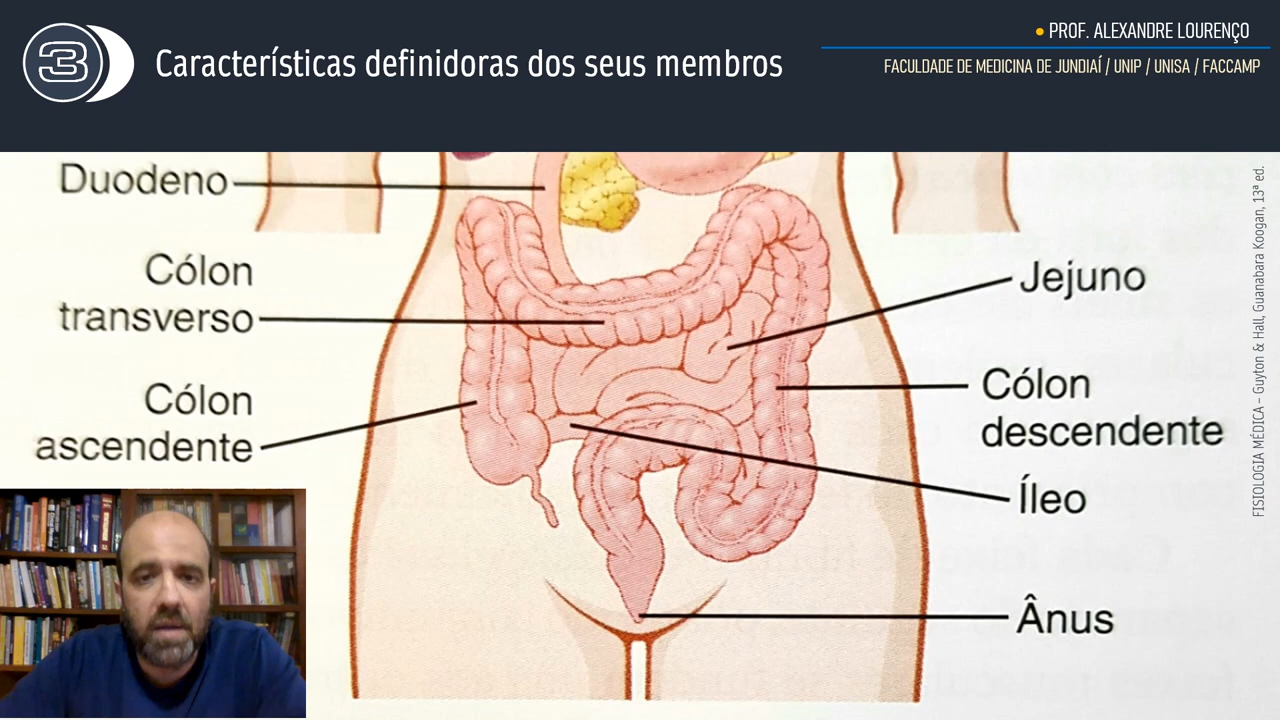 3
Características definidoras dos seus membros
• PROF. ALEXANDRE LOURENÇO
FACULDADE DE MEDICINA DE JUNDIAÍ / UNIP / UNISA / FACCAMP
Duodeno
Cólon
transverso
Cólon
ascendente
Jejuno
Cólon
descendente
Íleo
Ânus
FISIOLOGIA MÉDICA – Guyton & Hall, Guanabara Koogan, 13ª ed.